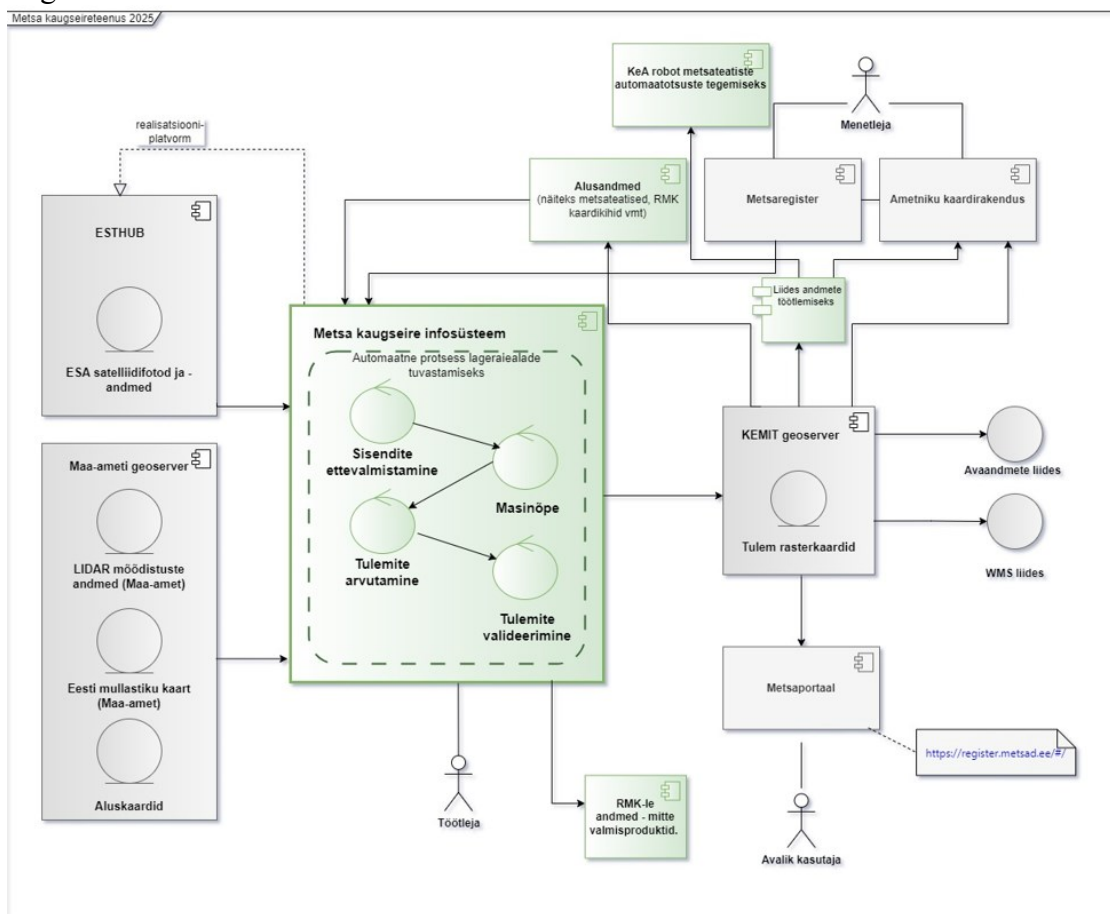 Metsa kaugseireteenus 2025
KeA robot metsateatiste
automaatotsuste tegemiseks
Menetleja
realisatsiooni-
platvorm
Alusandmed
(näiteks metsateatised, RMK
kaardikihid vmt)
Metsaregister
Ametniku kaardirakendus
ESTHUB
ESA satelliidifotod ja -
andmed
Liides andmete
töötlemiseks
Metsa kaugseire infosüsteem
Automaatne protsess lageraiealade
tuvastamiseks
Sisendite
ettevalmistamine
Masinõpe
Tulemite
arvutamine
Tulemite
valideerimine
KEMIT geoserver
Tulem rasterkaardid
Avaandmete liides
WMS liides
Maa-ameti geoserver
LIDAR möödistuste
andmed (Maa-amet)
Eesti mullastiku kaart
(Maa-amet)
Aluskaardid
Metsaportaal
https://register.metsad.ee/#/
Töötleja
RMK-le
andmed - mitte
valmisproduktid.
Avalik kasutaja